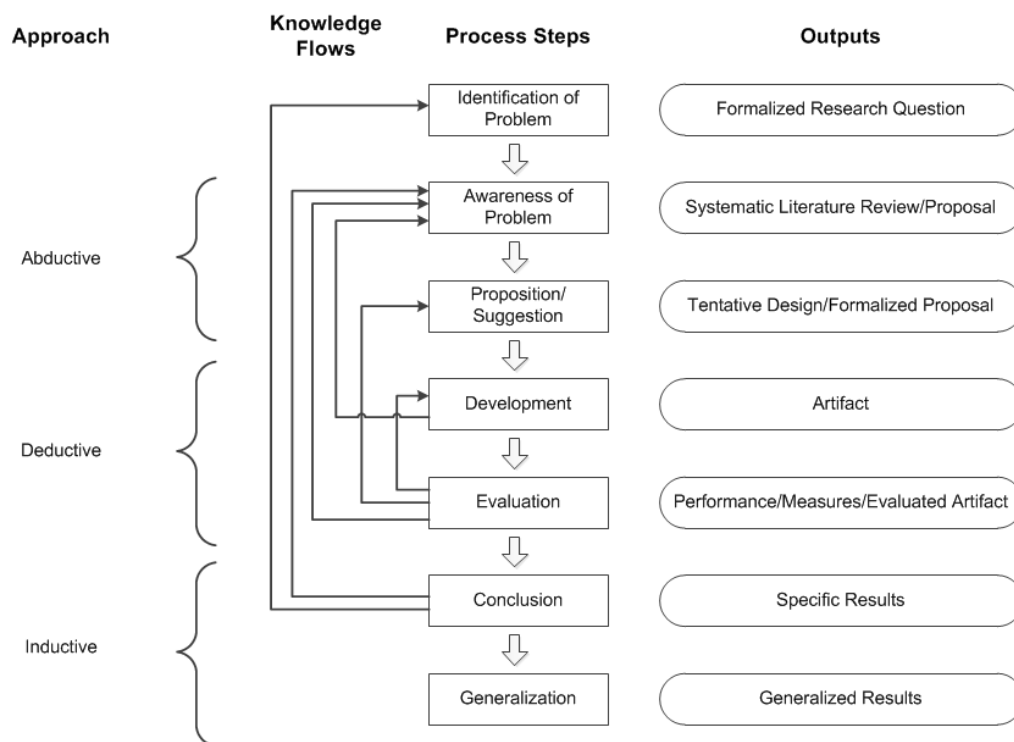 Approach
Knowledge
Flows
Process Steps
Outputs
Identification of
Problem
Formalized Research Question
Awareness of
Problem
Systematic Literature Review/Proposal
Abductive
Proposition/
Suggestion
Tentative Design/Formalized Proposal
Development
Artifact
Deductive
Evaluation
Performance/Measures/Evaluated Artifact
Conclusion
Specific Results
Inductive
Generalization
Generalized Results